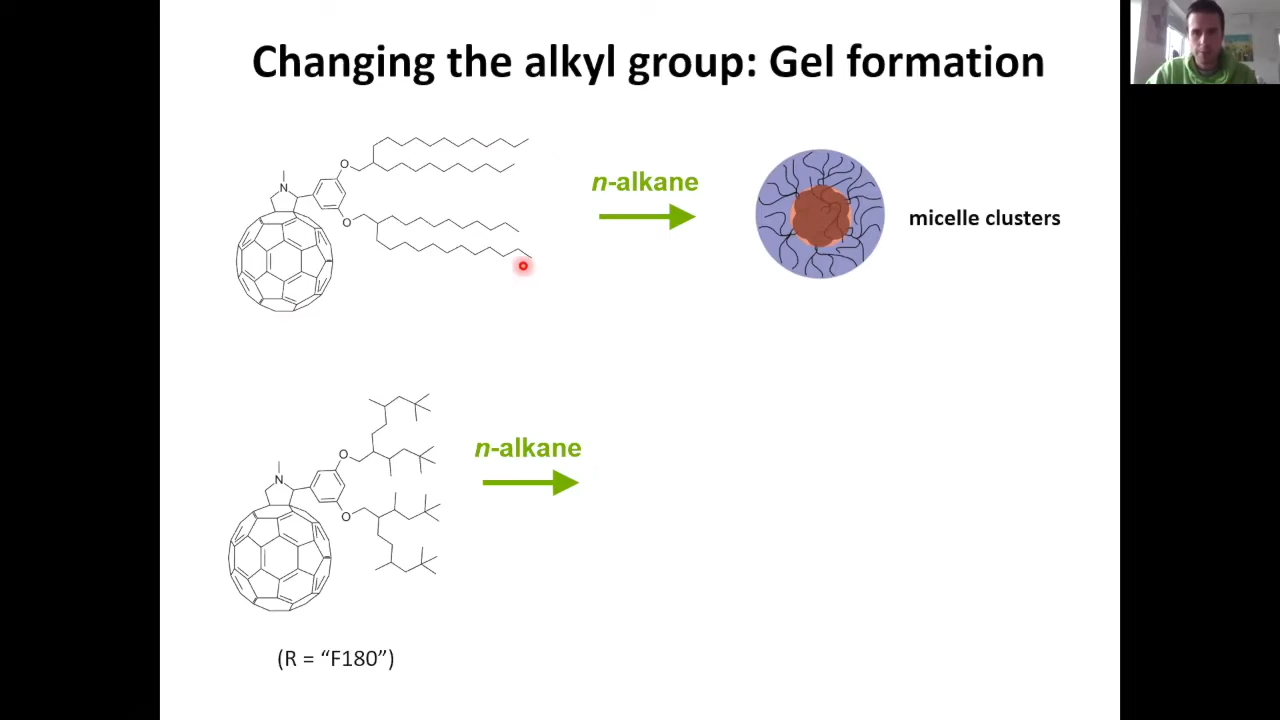 Changing the alkyl group: Gel formation
O
N
O
n-alkane
micelle clusters
O
N
O
n-alkane
(R = “F180”)